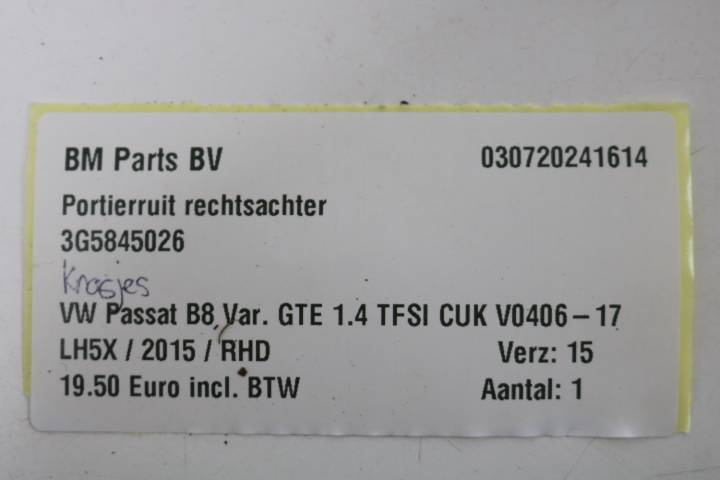 BM Parts BV 030720241614
Portierruit rechtsachter
3G5845026
Krasjes
VW Passat B8 Var. GTE 1.4 TFSI CUK V0406-17
LH5X / 2015 / RHD Verz: 15
19.50 Euro incl. BTW Aantal: 1